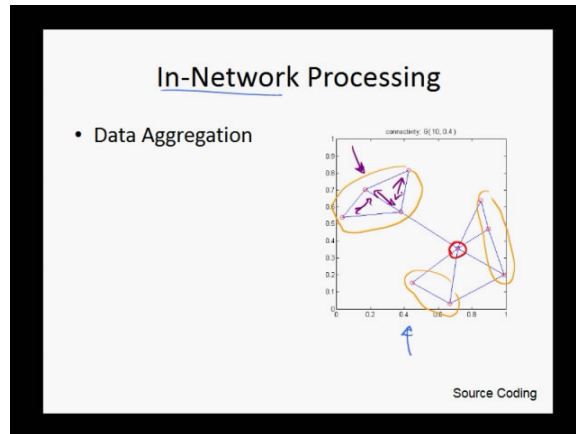 In-Network Processing
• Data Aggregation
connectivity: G( 10, 0.4 )
1
0.9
0.8
0.7
0.6
0.5
0.4
0.3
0.2
0.1
0
0 0.2 0.4 0.6 0.8 1
Source Coding